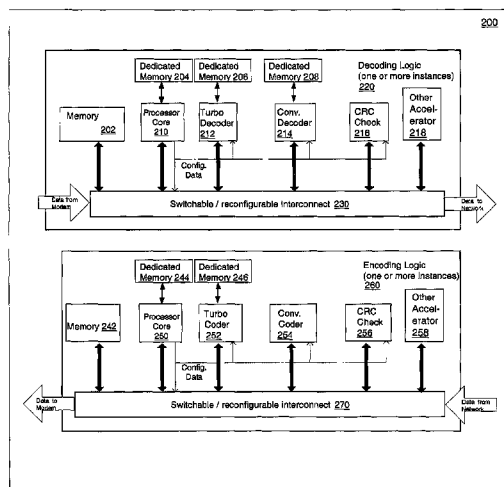 200
Dedicated
Memory 204
Dedicated
Memory 206
Dedicated
Memory 208
Decoding Logic
(one or more instances)
220
Memory
202
Processor
Core
210
Turbo
Decoder
212
Conv.
Decoder
214
CRC
Check
216
Other
Accel-
erator
218
Config.
Data
Data from
Modem
Switchable / reconfigurable interconnect 230
Data to
Network
Dedicated
Memory 244
Dedicated
Memory 246
Encoding Logic
(one or more instances)
260
Memory 242
Processor
Core
250
Turbo
Coder
252
Conv.
Coder
254
CRC
Check
256
Other
Accel-
erator
258
Config.
Data
Data to
Modem
Switchable / reconfigurable interconnect 270
Data from
Network